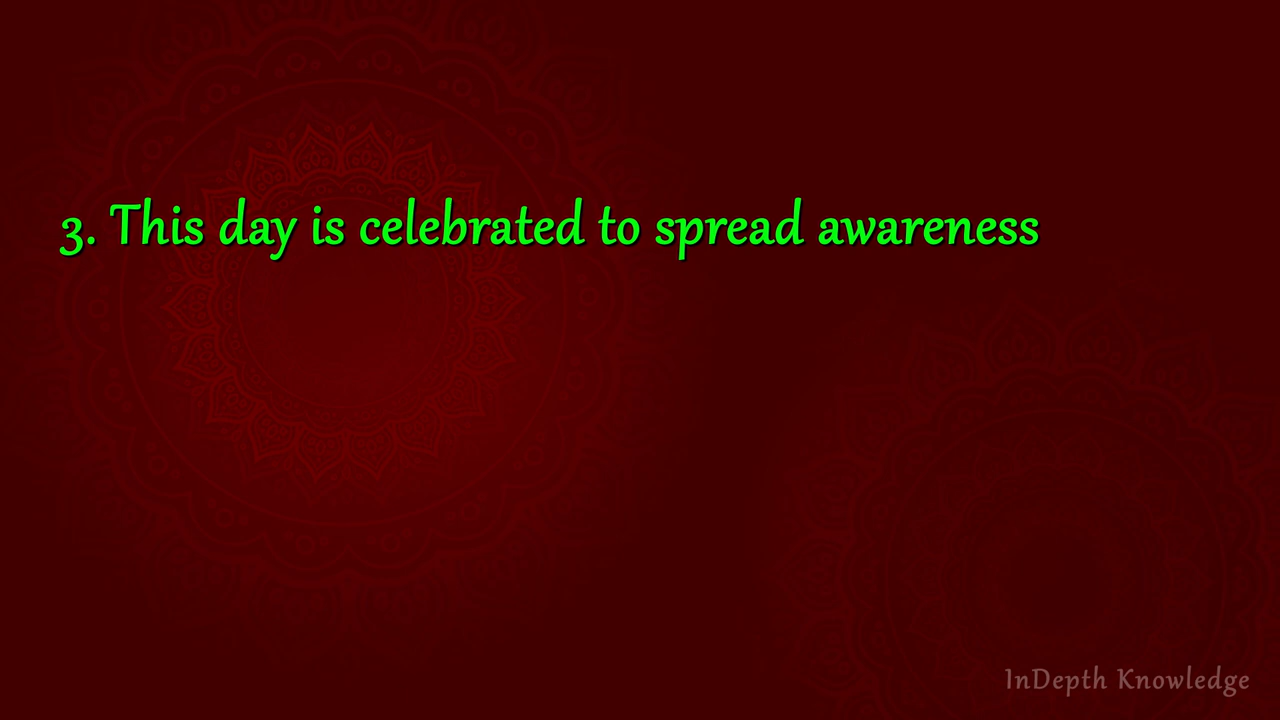 3. This day is celebrated to spread awareness
InDepth Knowledge